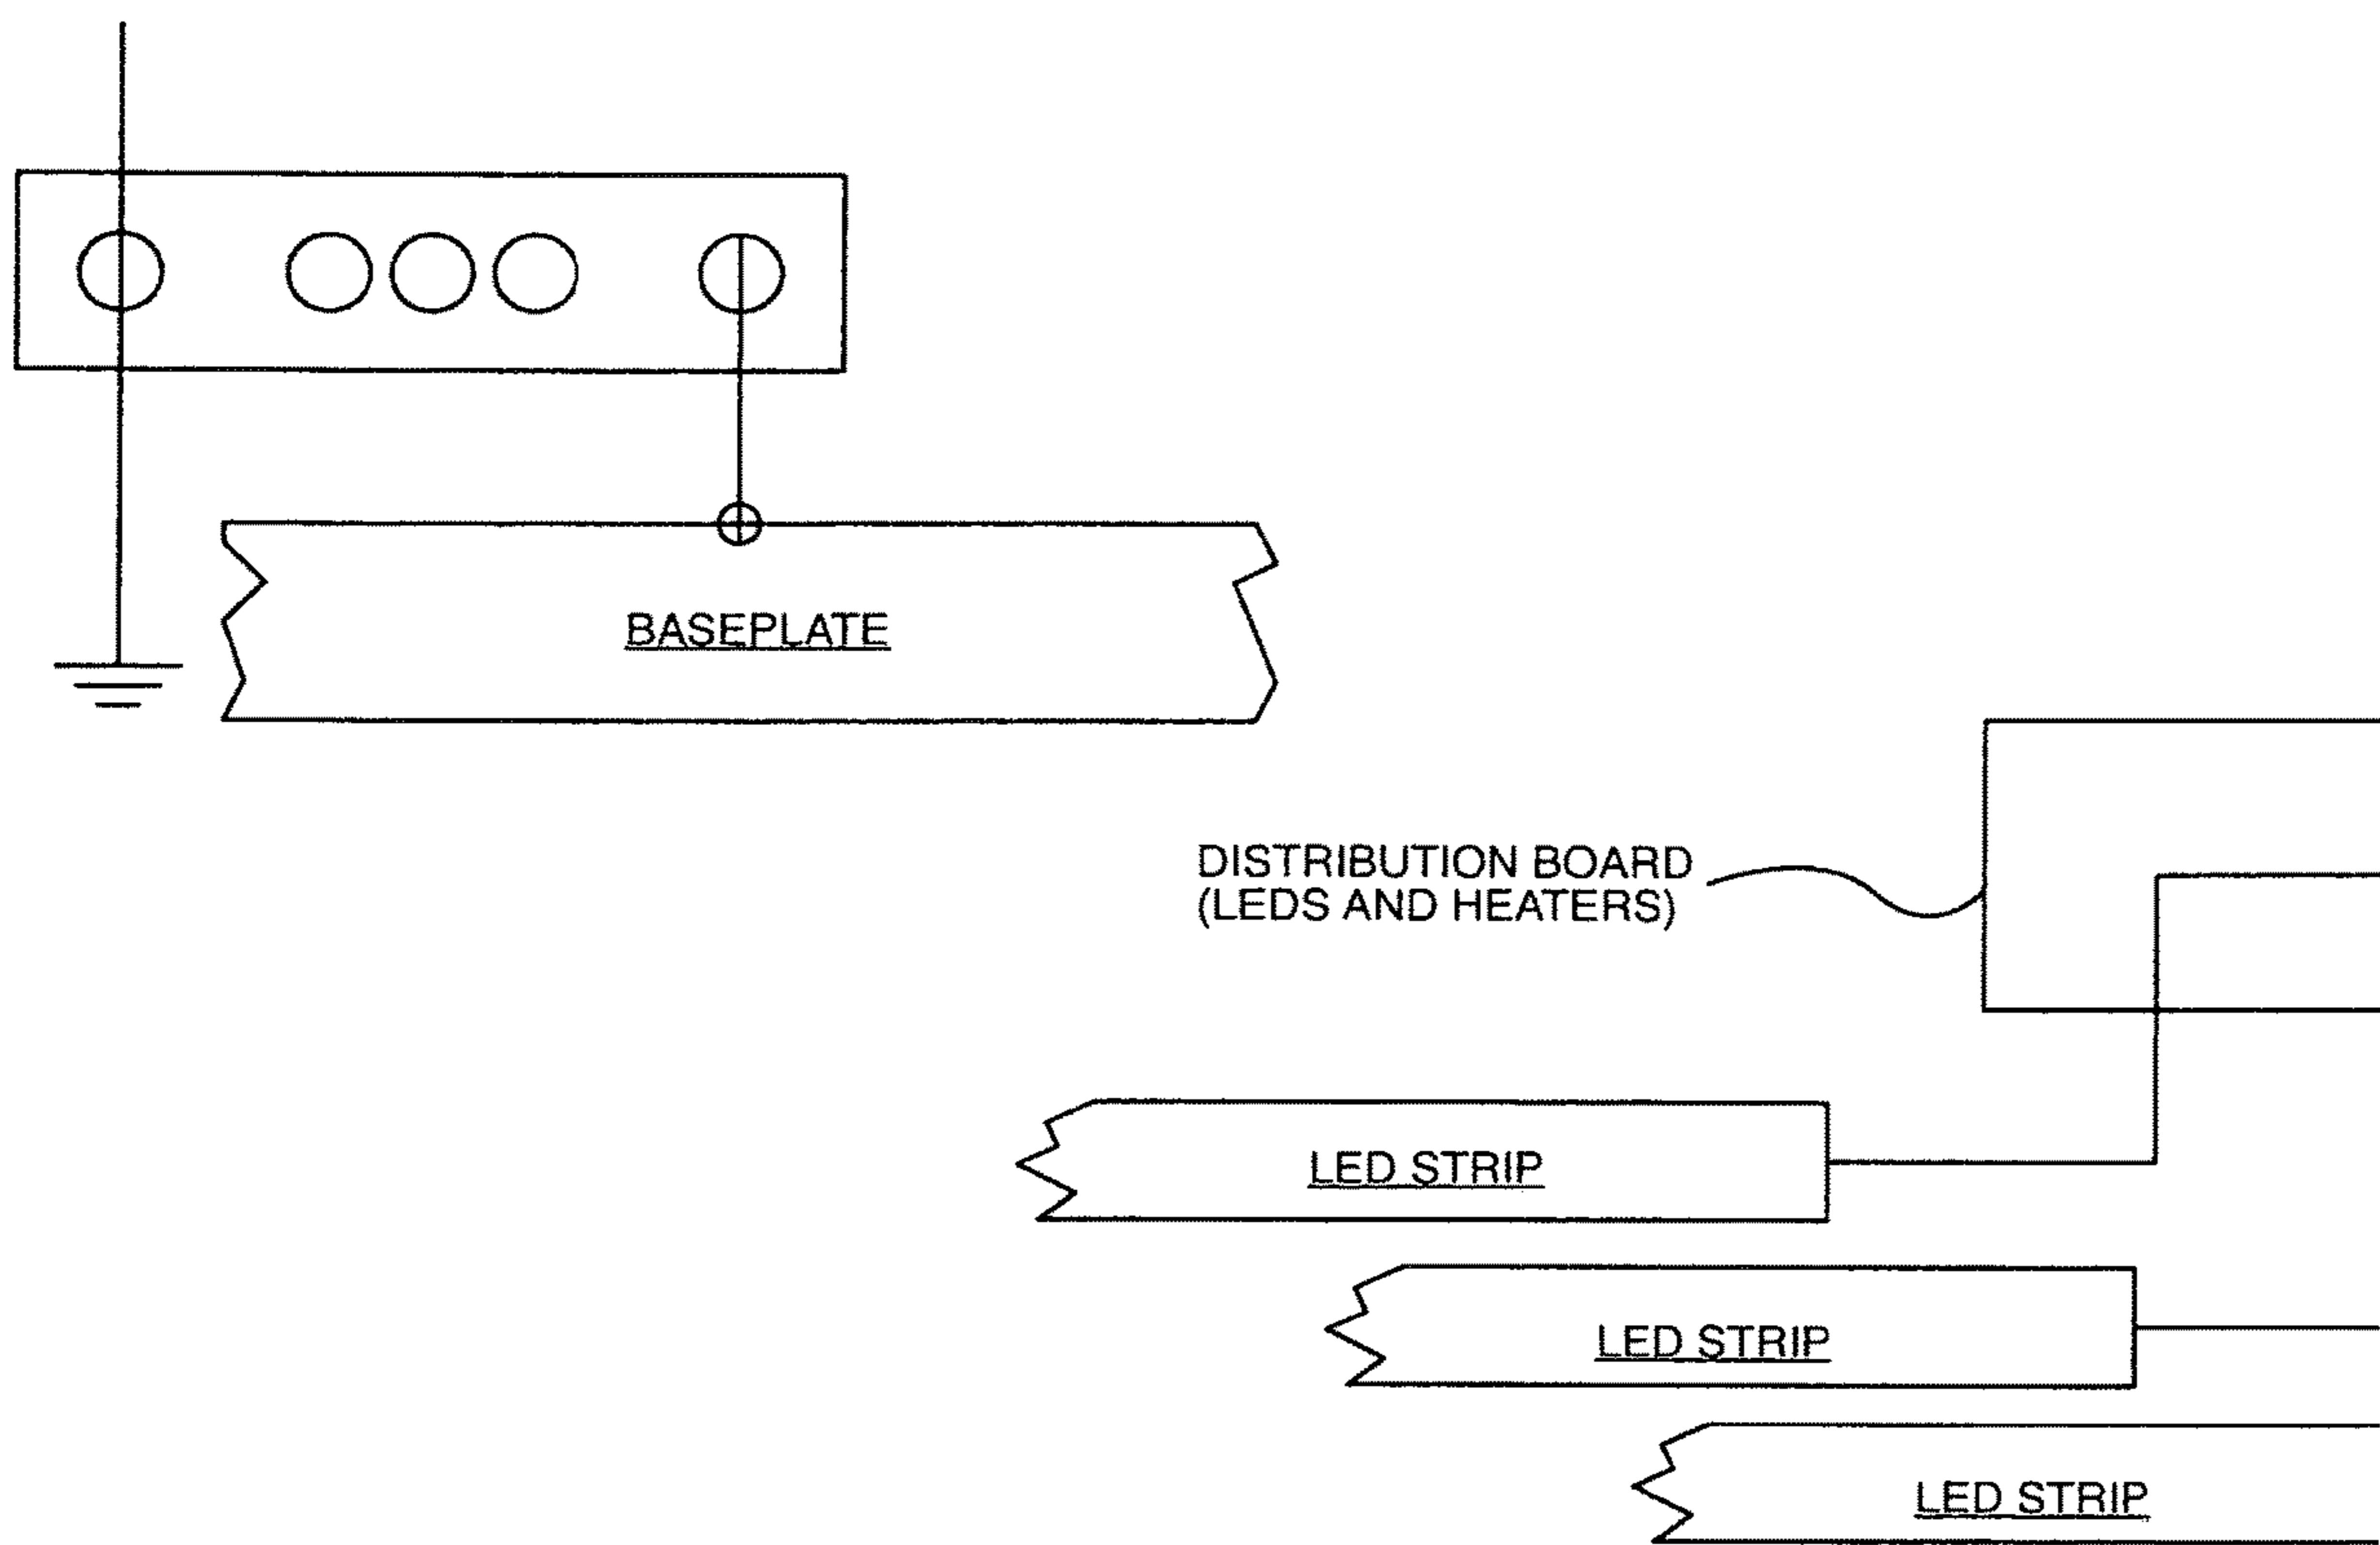 BASEPLATE
DISTRIBUTION BOARD
(LEDS AND HEATERS)
LED STRIP
LED STRIP
LED STRIP